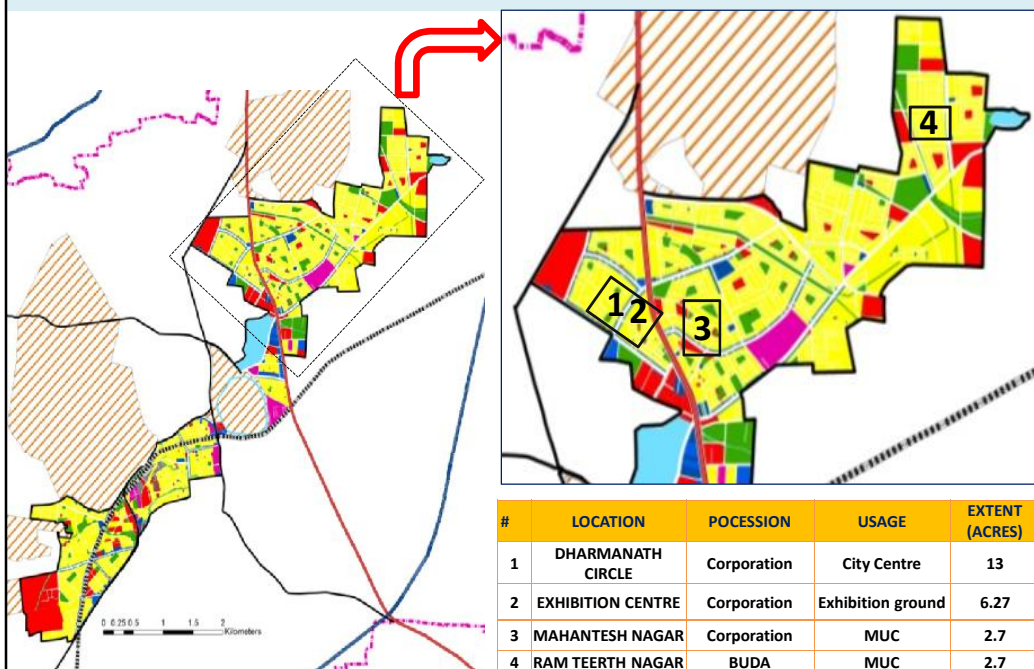 4
1
2
3
0 0.25 0.5 1 1.5 2
Kilometers
# LOCATION POCESSION USAGE EXTENT (ACRES)
1 DHARMANATH CIRCLE Corporation City Centre 13
2 EXHIBITION CENTRE Corporation Exhibition ground 6.27
3 MAHANTESH NAGAR Corporation MUC 2.7
4 RAM TEERTH NAGAR BUDA MUC 2.7